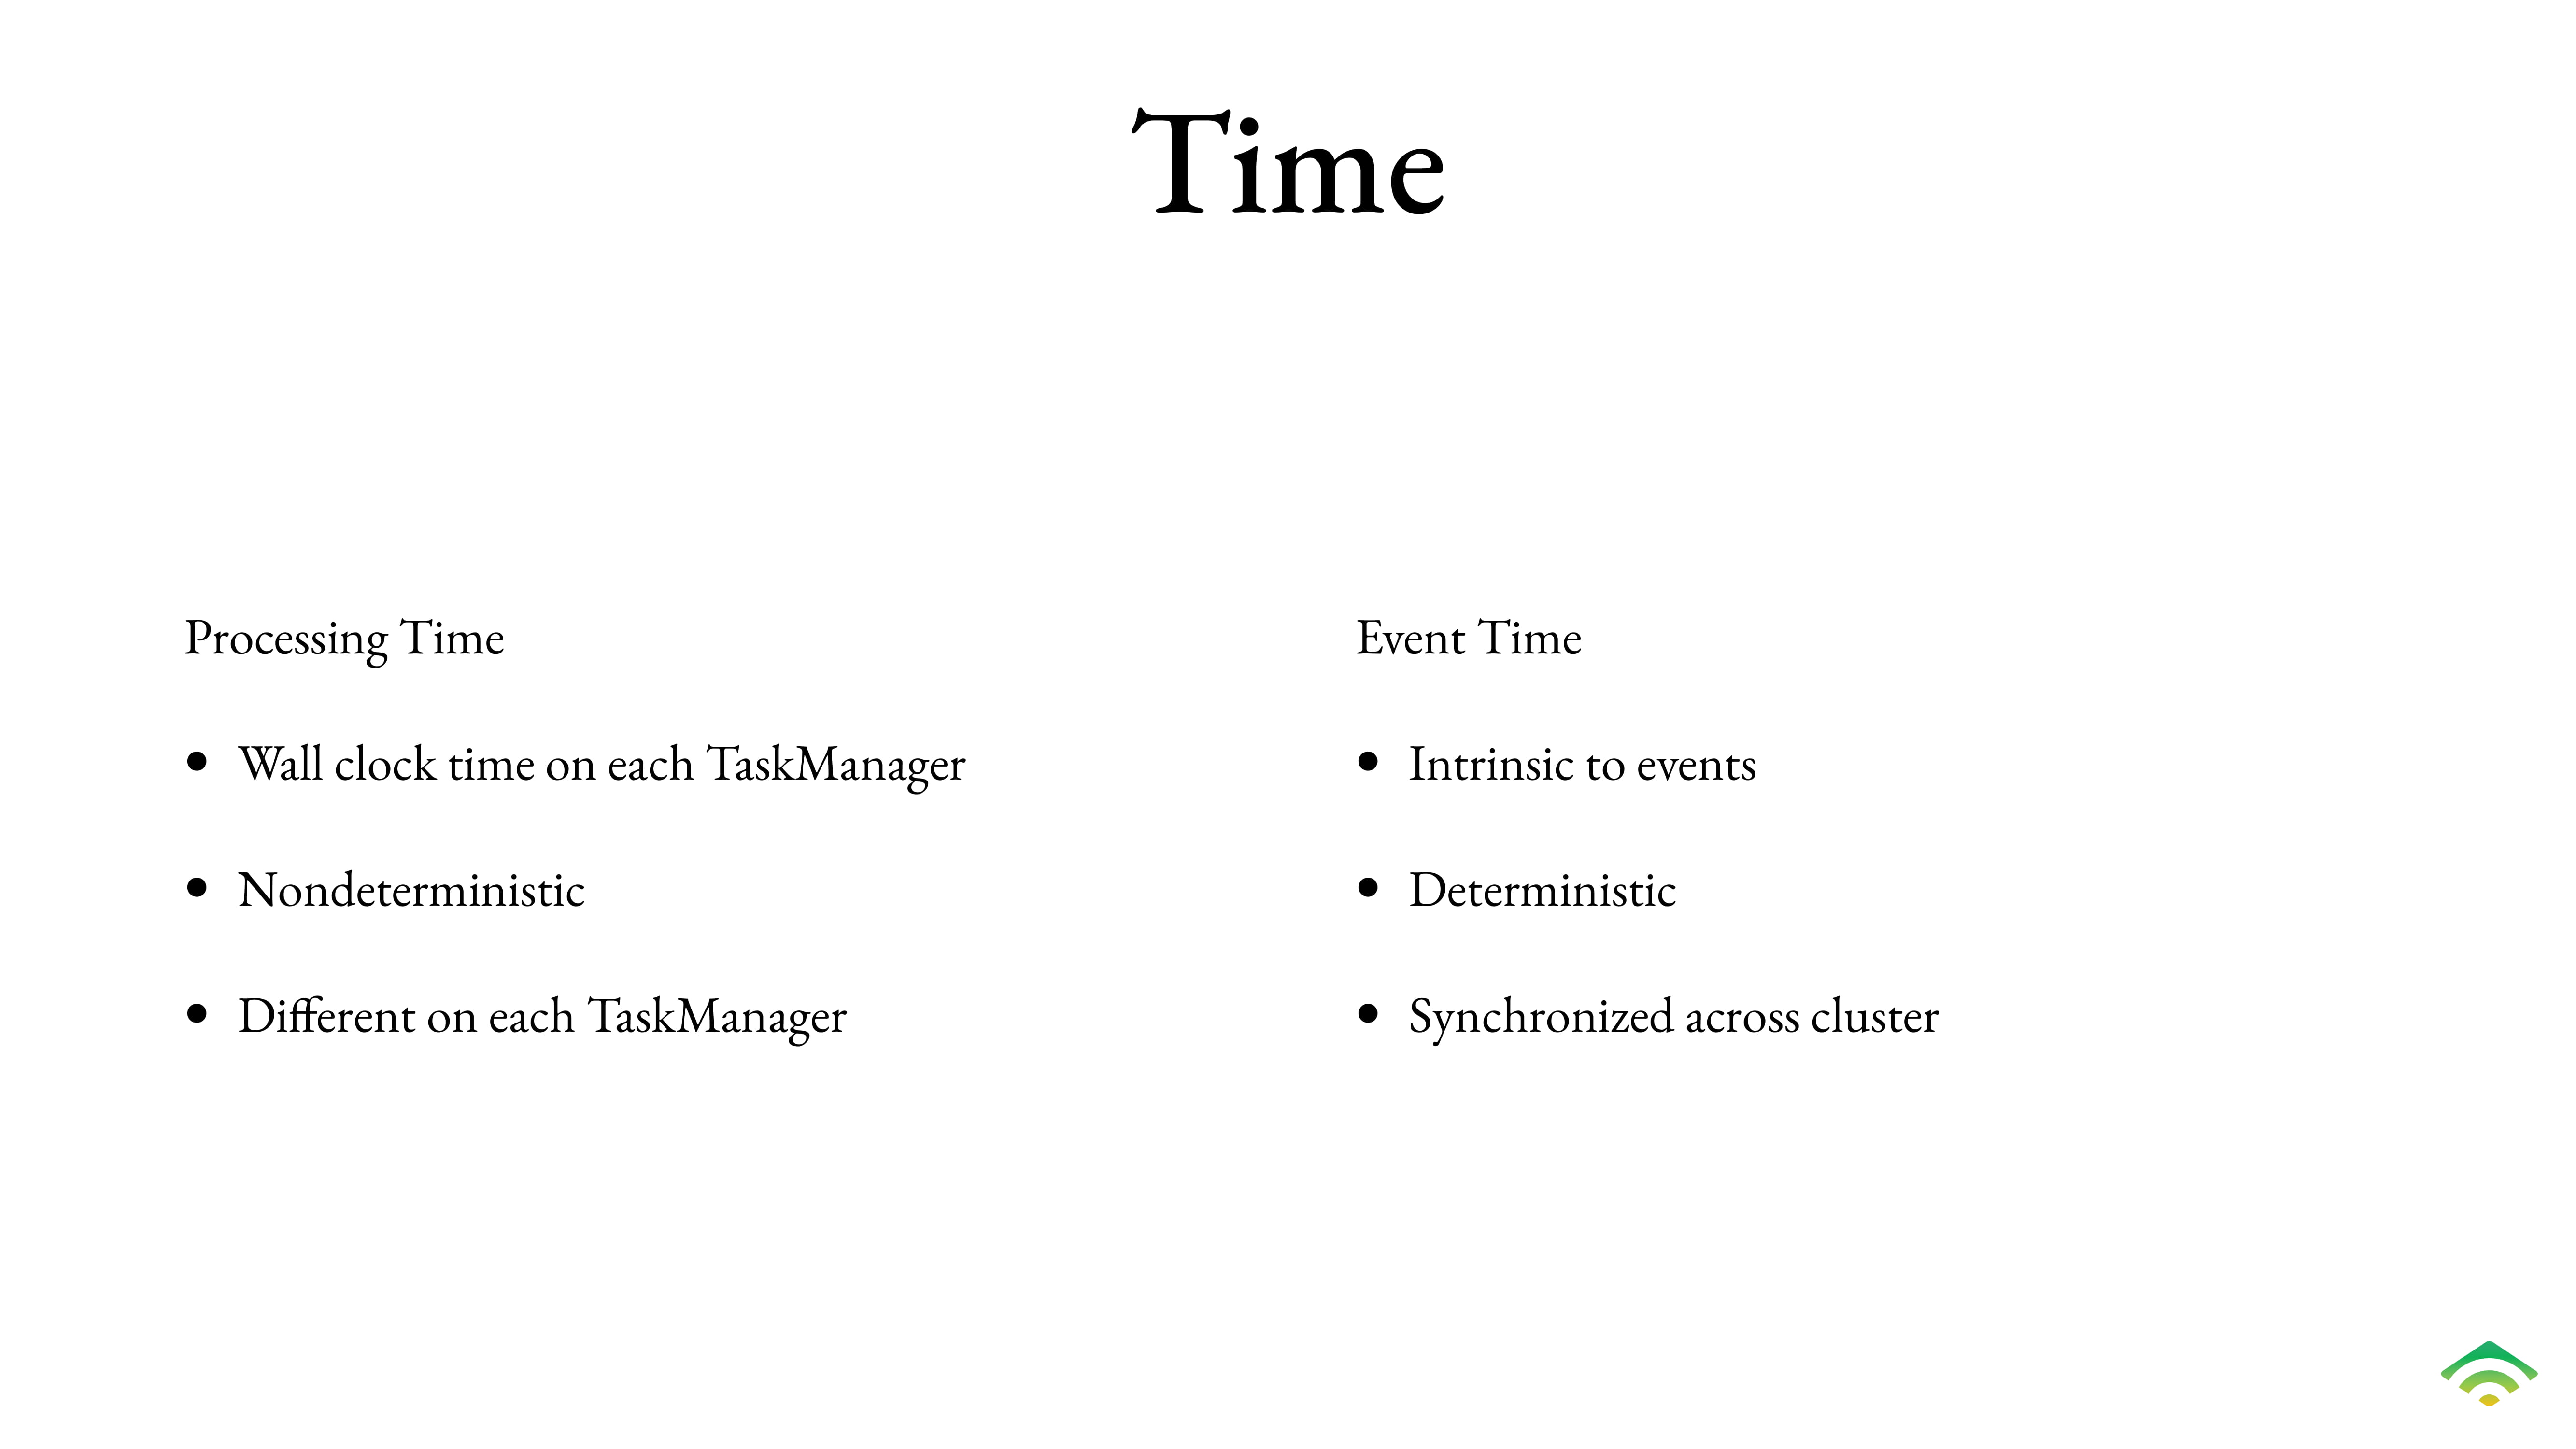 Time
Processing Time
• Wall clock time on each TaskManager
• Nondeterministic
• Different on each TaskManager
Event Time
• Intrinsic to events
• Deterministic
• Synchronized across cluster